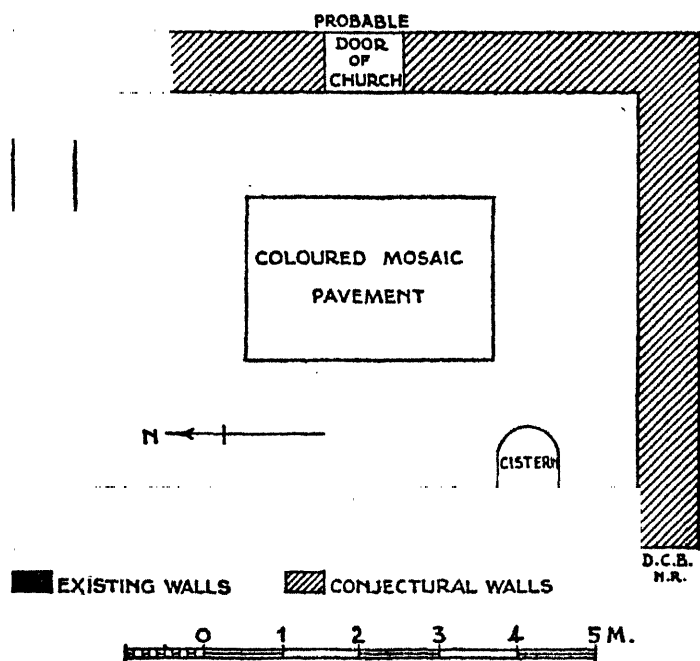 PROBABLE
DOOR
OF
CHURCH
COLOURED MOSAIC
PAVEMENT
N
CISTERN
D.C.B.
N.R.
EXISTING WALLS
CONJECTURAL WALLS
0 1 2 3 4 5 M.